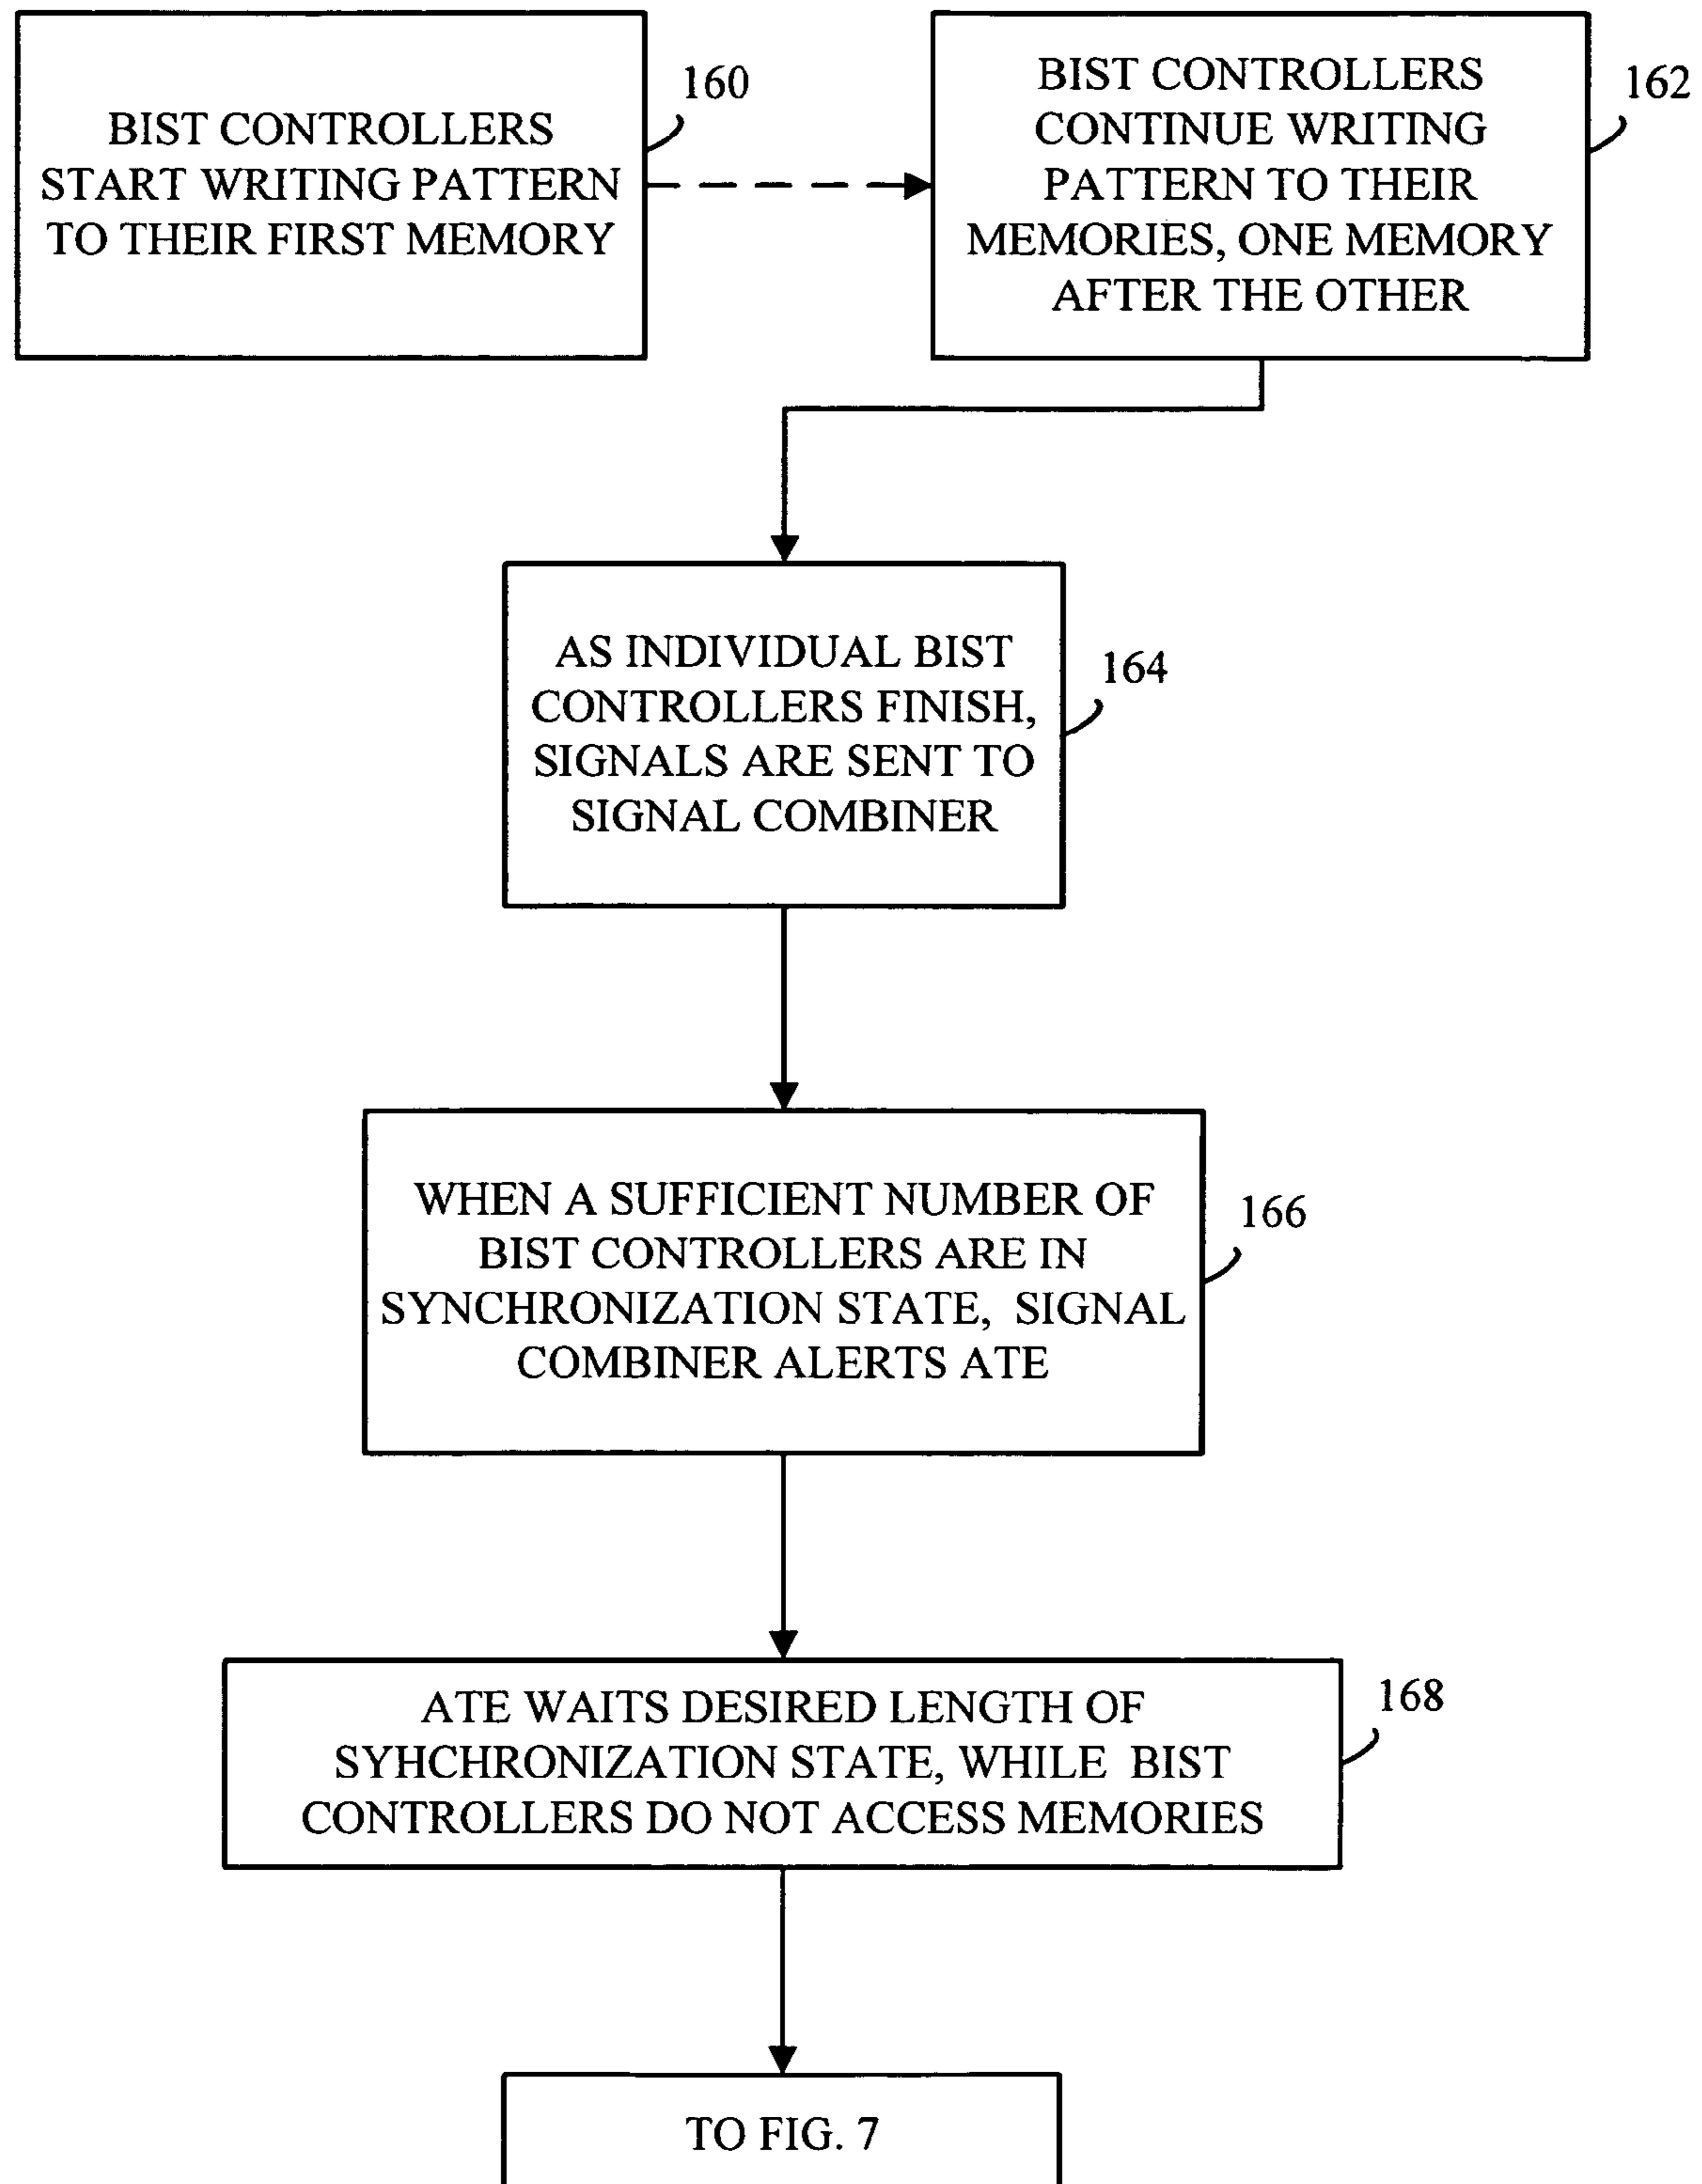 BIST CONTROLLERS
START WRITING PATTERN
TO THEIR FIRST MEMORY
160
BIST CONTROLLERS
CONTINUE WRITING
PATTERN TO THEIR
MEMORIES, ONE MEMORY
AFTER THE OTHER
162
AS INDIVIDUAL BIST
CONTROLLERS FINISH,
SIGNALS ARE SENT TO
SIGNAL COMBINER
164
WHEN A SUFFICIENT NUMBER OF
BIST CONTROLLERS ARE IN
SYNCHRONIZATION STATE, SIGNAL
COMBINER ALERTS ATE
166
ATE WAITS DESIRED LENGTH OF
SYHCHRONIZATION STATE, WHILE BIST
CONTROLLERS DO NOT ACCESS MEMORIES
168
TO FIG. 7